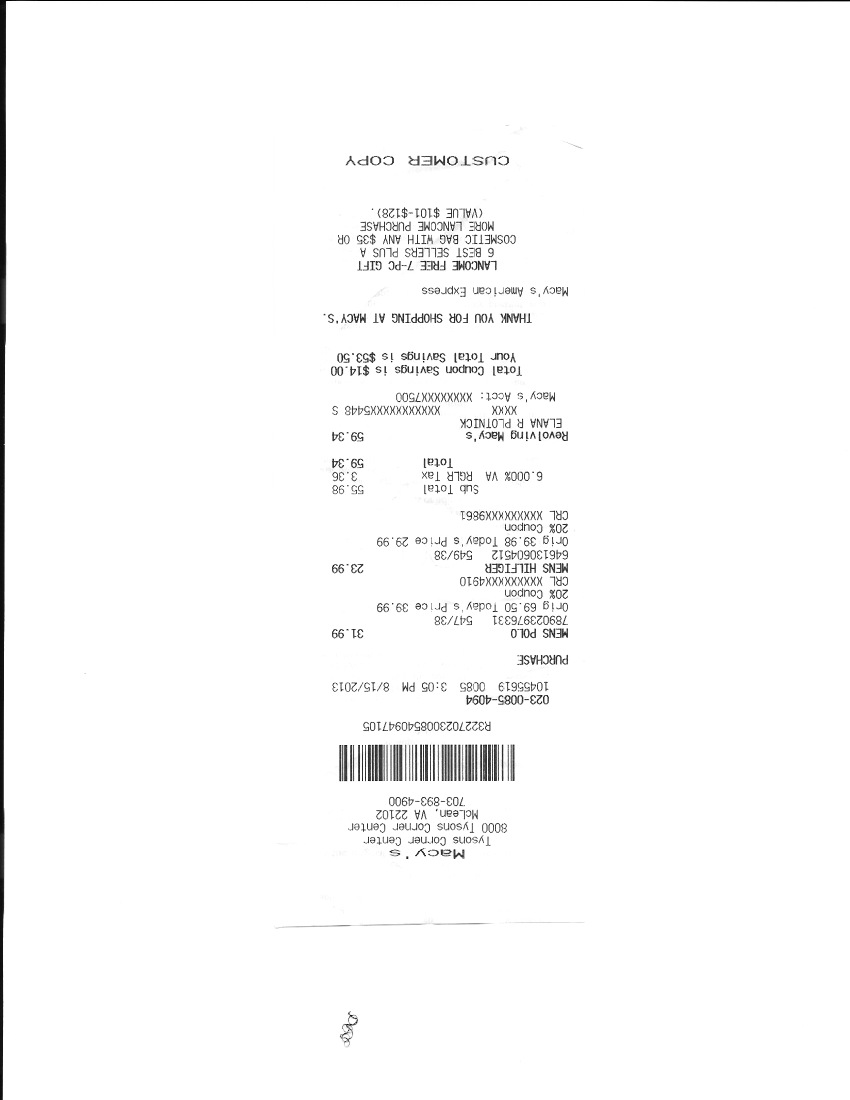 Macy's
Tysons Corner Center
8000 Tysons Corner Center
McLean, VA 22102
703-893-4900
R32270230085409947105
023-0085-4094
10455619 0085 3:05 PM 8/15/2013
PURCHASE
MENS POLO 31.99
789023976331 547/38
Orig 69.50 Today's Price 39.99
20% Coupon
CRL XXXXXXXXXX4910
MENS HILFIGER 23.99
646130604512 549/38
Orig 39.98 Today's Price 29.99
20% Coupon
CRL XXXXXXXXXX9861
Sub Total 55.98
6.000% VA RGLR Tax 3.36
Total 59.34
Revolving Macy's 59.34
ELANA R PLOTNICK
XXXX XXXXXXXXXXXX5448 S
Macy's Acct: XXXXXXXXX7500
Total Coupon Savings is $14.00
Your Total Savings is $53.50
THANK YOU FOR SHOPPING AT MACY'S.
Macy's American Express
LANCOME FREE 7-PC GIFT
6 BEST SELLERS PLUS A
COSMETIC BAG WITH ANY $35 OR
MORE LANCOME PURCHASE
(VALUE $101-$128).
CUSTOMER COPY